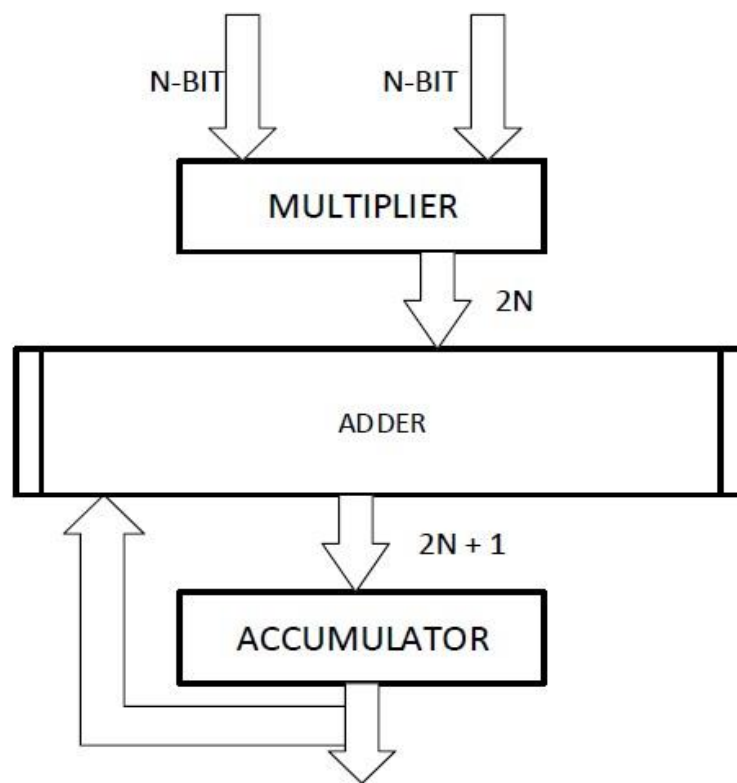 N-BIT
N-BIT
MULTIPLIER
2N
ADDER
2N + 1
ACCUMULATOR